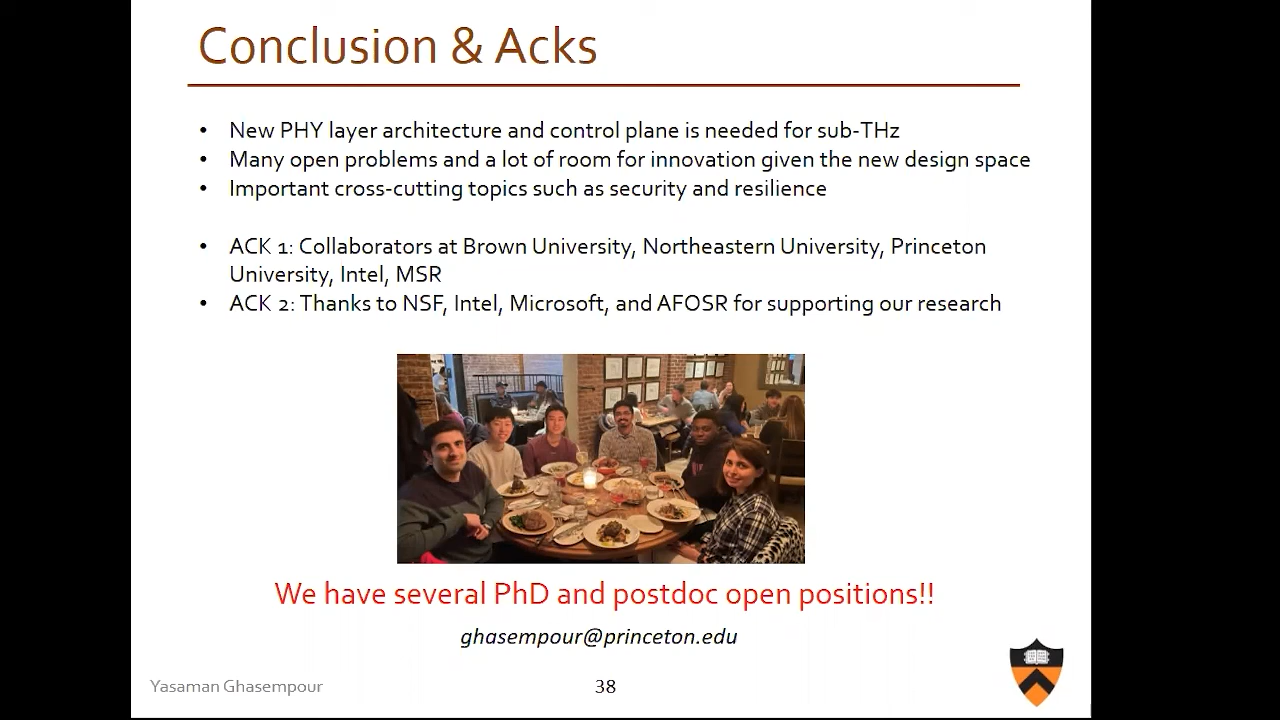 Conclusion & Acks
• New PHY layer architecture and control plane is needed for sub-THz
• Many open problems and a lot of room for innovation given the new design space
• Important cross-cutting topics such as security and resilience
• ACK 1: Collaborators at Brown University, Northeastern University, Princeton
University, Intel, MSR
• ACK 2: Thanks to NSF, Intel, Microsoft, and AFOSR for supporting our research
We have several PhD and postdoc open positions!!
ghasempour@princeton.edu
Yasaman Ghasempour
38